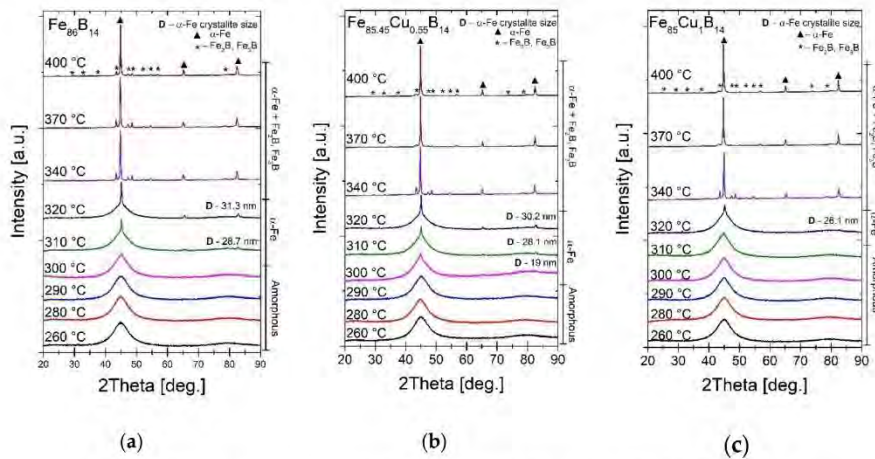 Fe86B14
D – α-Fe crystallite size
▲ α-Fe
* – Fe2B, Fe3B
400 °C
370 °C
340 °C
320 °C
D - 31.3 nm
310 °C
D - 28.7 nm
300 °C
290 °C
280 °C
260 °C
α-Fe + Fe2B, Fe3B
α-Fe
Amorphous
Intensity [a.u.]
20 30 40 50 60 70 80 90
2Theta [deg.]
(a)
Fe85.45Cu0.55B14
D – α-Fe crystallite size
▲ α-Fe
* – Fe2B, Fe3B
400 °C
370 °C
340 °C
320 °C
D - 30.2 nm
310 °C
D - 28.1 nm
300 °C
D - 19 nm
290 °C
280 °C
260 °C
α-Fe + Fe2B, Fe3B
α-Fe
Amorphous
Intensity [a.u.]
20 30 40 50 60 70 80 90
2Theta [deg.]
(b)
Fe85Cu1B14
D – α-Fe crystallite size
▲ α-Fe
* – Fe2B, Fe3B
400 °C
370 °C
340 °C
320 °C
D - 26.1 nm
310 °C
300 °C
290 °C
280 °C
260 °C
Intensity [a.u.]
20 30 40 50 60 70 80 90
2Theta [deg.]
(c)